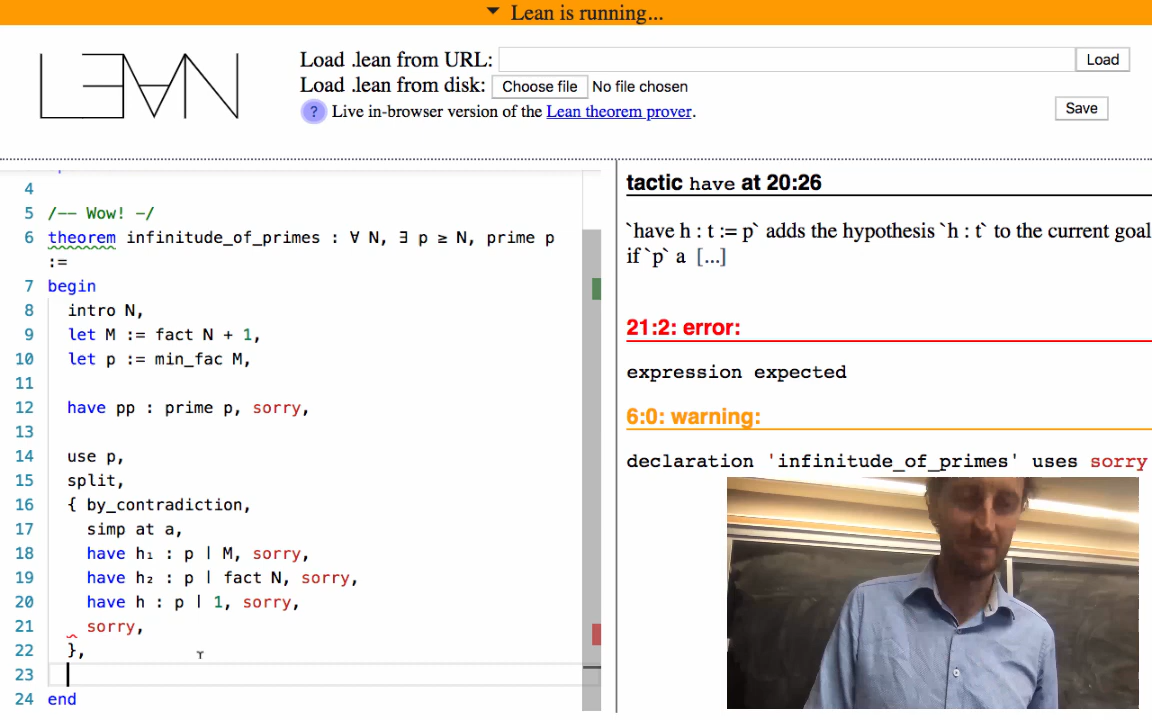 ▼ Lean is running...
LEAN
Load .lean from URL: Load
Load .lean from disk: Choose file No file chosen
? Live in-browser version of the Lean theorem prover.
Save
4
5 /-- Wow! -/
6 theorem infinitude_of_primes : ∀ N, ∃ p ≥ N, prime p
:=
7 begin
8 intro N,
9 let M := fact N + 1,
10 let p := min_fac M,
11
12 have pp : prime p, sorry,
13
14 use p,
15 split,
16 { by_contradiction,
17 simp at a,
18 have h₁ : p ∣ M, sorry,
19 have h₂ : p ∣ fact N, sorry,
20 have h : p ∣ 1, sorry,
21 sorry,
22 },
23
24 end
tactic have at 20:26
`have h : t := p` adds the hypothesis `h : t` to the current goal
if `p` a [...]
21:2: error:
expression expected
6:0: warning:
declaration 'infinitude_of_primes' uses sorry